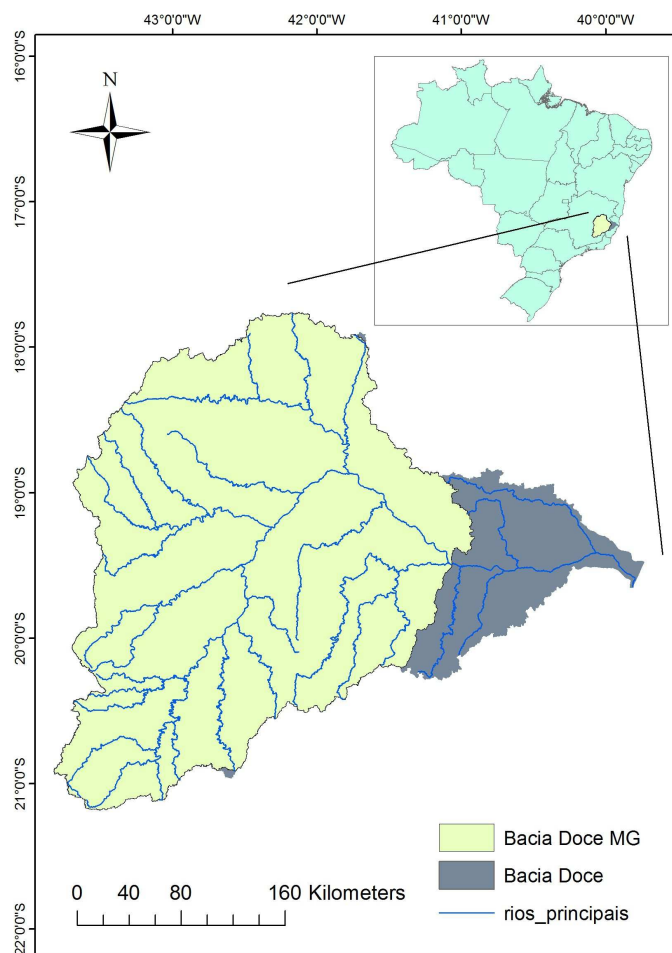 43°0'0"W 42°0'0"W 41°0'0"W 40°0'0"W
16°0'0"S
N
17°0'0"S
18°0'0"S
19°0'0"S
20°0'0"S
21°0'0"S
22°0'0"S
Bacia Doce MG
Bacia Doce
rios_principais
0 40 80 160 Kilometers